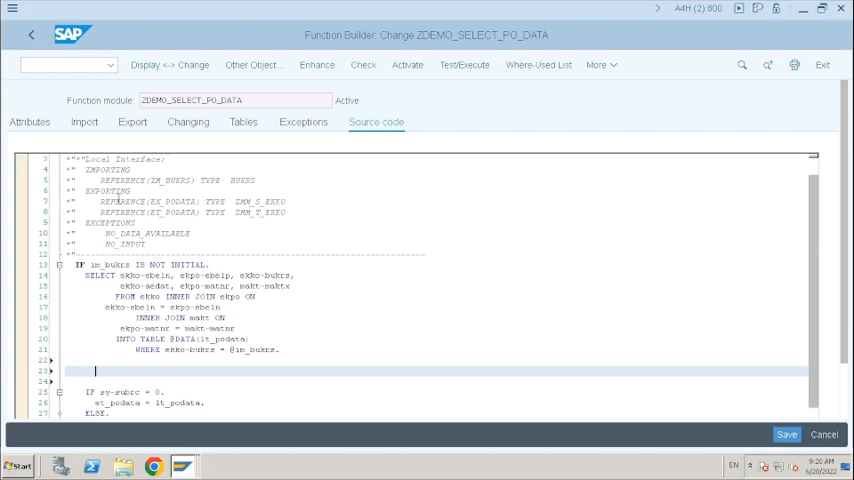 A4H (2) 800
SAP
Function Builder: Change ZDEMO_SELECT_PO_DATA
Display <-> Change Other Object... Enhance Check Activate Test/Execute Where-Used List More Exit
Function module: ZDEMO_SELECT_PO_DATA Active
Attributes Import Export Changing Tables Exceptions Source code
3 *"*"Local Interface:
4 *" IMPORTING
5 *" REFERENCE(IM_BUKRS) TYPE BUKRS
6 *" EXPORTING
7 *" REFERENCE(EX_PODATA) TYPE ZMM_S_EKKO
8 *" REFERENCE(ET_PODATA) TYPE ZMM_T_EKKO
9 *" EXCEPTIONS
10 *" NO_DATA_AVAILABLE
11 *" NO_INPUT
12 *"----------------------------------------------------------------------
13 IF im_bukrs IS NOT INITIAL.
14 SELECT ekko~ebeln, ekpo~ebelp, ekko~bukrs,
15 ekko~aedat, ekpo~matnr, makt~maktx
16 FROM ekko INNER JOIN ekpo ON
17 ekko~ebeln = ekpo~ebeln
18 INNER JOIN makt ON
19 ekpo~matnr = makt~matnr
20 INTO TABLE @DATA(lt_podata)
21 WHERE ekko~bukrs = @im_bukrs.
22
23
24
25 IF sy-subrc = 0.
26 et_podata = lt_podata.
27 ELSE.
Save Cancel
Start EN 9:20 AM
6/28/2022